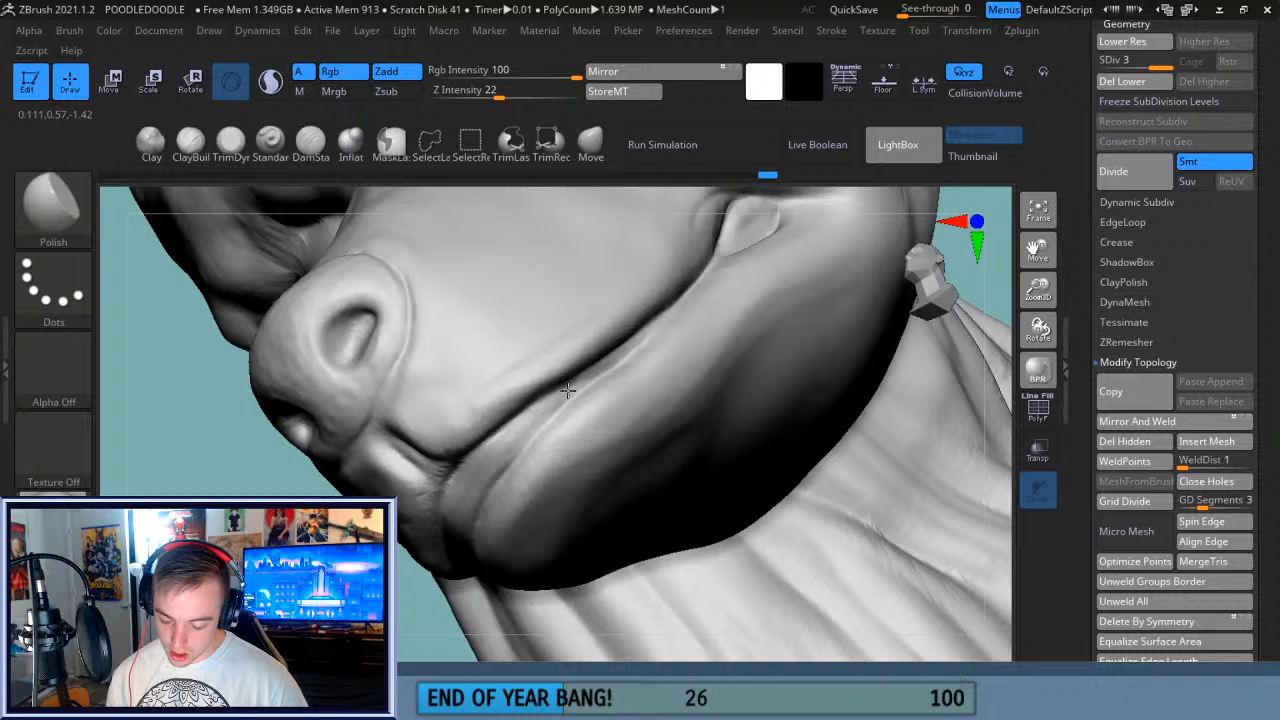 ZBrush 2021.1.2 POODLEDOODLE • Free Mem 1.349GB • Active Mem 913 • Scratch Disk 41 • Timer▶0.01 • PolyCount▶1.639 MP • MeshCount▶1 AC QuickSave See-through 0 Menus DefaultZScript
Alpha Brush Color Document Draw Dynamics Edit File Layer Light Macro Marker Material Movie Picker Preferences Render Stencil Stroke Texture Tool Transform Zplugin
Zscript Help
Edit Draw Move Scale Rotate A Rgb Zadd Rgb Intensity 100 Mirror Dynamic Persp Floor L.Sym XYZ
M Mrgb Zsub Z Intensity 22 StoreMT CollisionVolume
0.111,0.57,-1.42
Clay ClayBuil TrimDy Standar DamSta Inflat MaskLa SelectLa SelectRe TrimLas TrimRec Move Run Simulation Live Boolean LightBox Thumbnail
Polish
Dots
Alpha Off
Texture Off
Frame
Move
Zoom3D
Rotate
BPR
Line Fill
PolyF
Transp
Geometry
Lower Res Higher Res
SDiv 3 Cage Rstr
Del Lower Del Higher
Freeze SubDivision Levels
Reconstruct Subdiv
Convert BPR To Geo
Divide Smt
Suv ReUV
Dynamic Subdiv
EdgeLoop
Crease
ShadowBox
ClayPolish
DynaMesh
Tessimate
ZRemesher
Modify Topology
Copy Paste Append
Paste Replace
Mirror And Weld
Del Hidden Insert Mesh
WeldPoints WeldDist 1
MeshFromBrush Close Holes
Grid Divide GD Segments 3
Micro Mesh Spin Edge
Align Edge
Optimize Points MergeTris
Unweld Groups Border
Unweld All
Delete By Symmetry
Equalize Surface Area
END OF YEAR BANG! 26 100